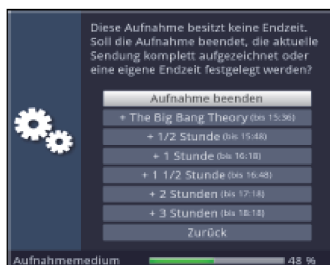 Diese Aufnahme besitzt keine Endzeit.
Soll die Aufnahme beendet, die aktuelle
Sendung komplett aufgezeichnet oder
eine eigene Endzeit festgelegt werden?
Aufnahme beenden
+ The Big Bang Theory (bis 15:36)
+ 1/2 Stunde (bis 15:48)
+ 1 Stunde (bis 16:18)
+ 1 1/2 Stunde (bis 16:48)
+ 2 Stunden (bis 17:18)
+ 3 Stunden (bis 18:18)
Zurück
Aufnahmemedium 48 %